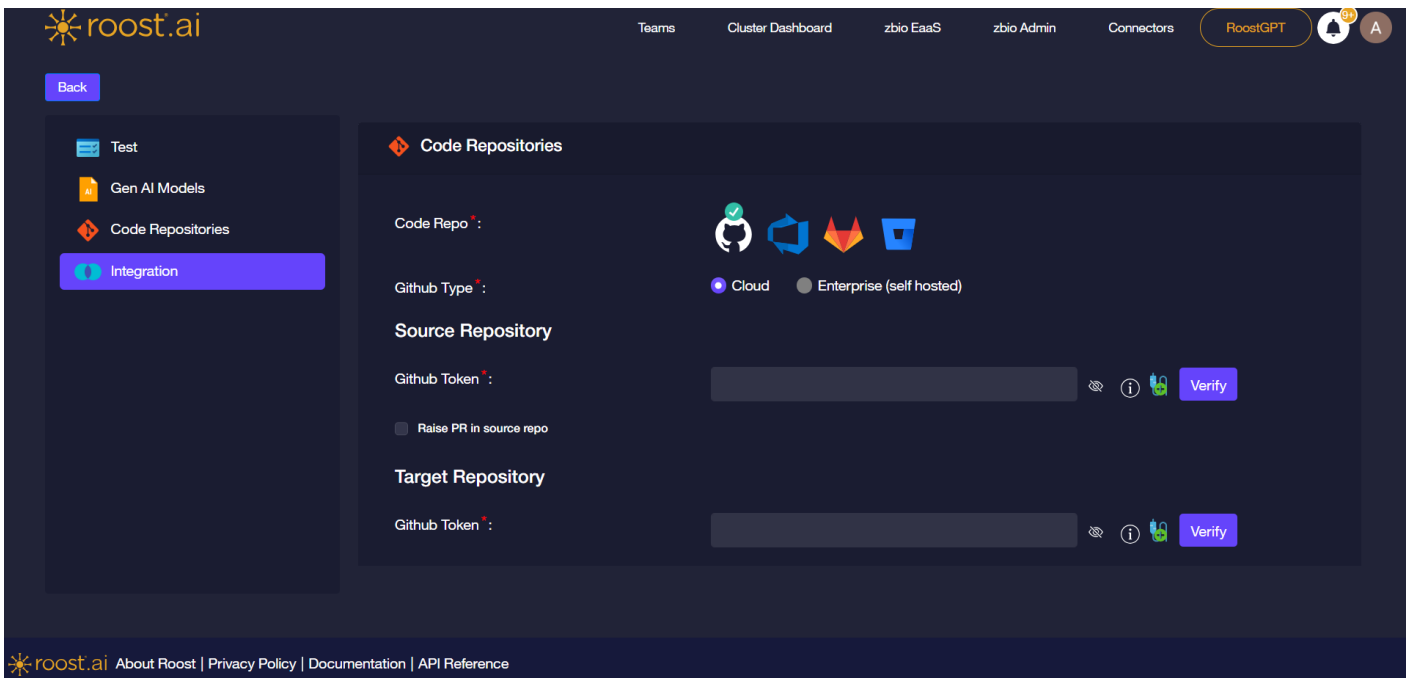 roost.ai
Teams Cluster Dashboard zbio EaaS zbio Admin Connectors RoostGPT 9+ A
Back
Test
Gen AI Models
AI
Code Repositories
Integration
Code Repositories
Code Repo*:
Github Type*:
Cloud Enterprise (self hosted)
Source Repository
Github Token*:
Verify
Raise PR in source repo
Target Repository
Github Token*:
Verify
roost.ai About Roost | Privacy Policy | Documentation | API Reference